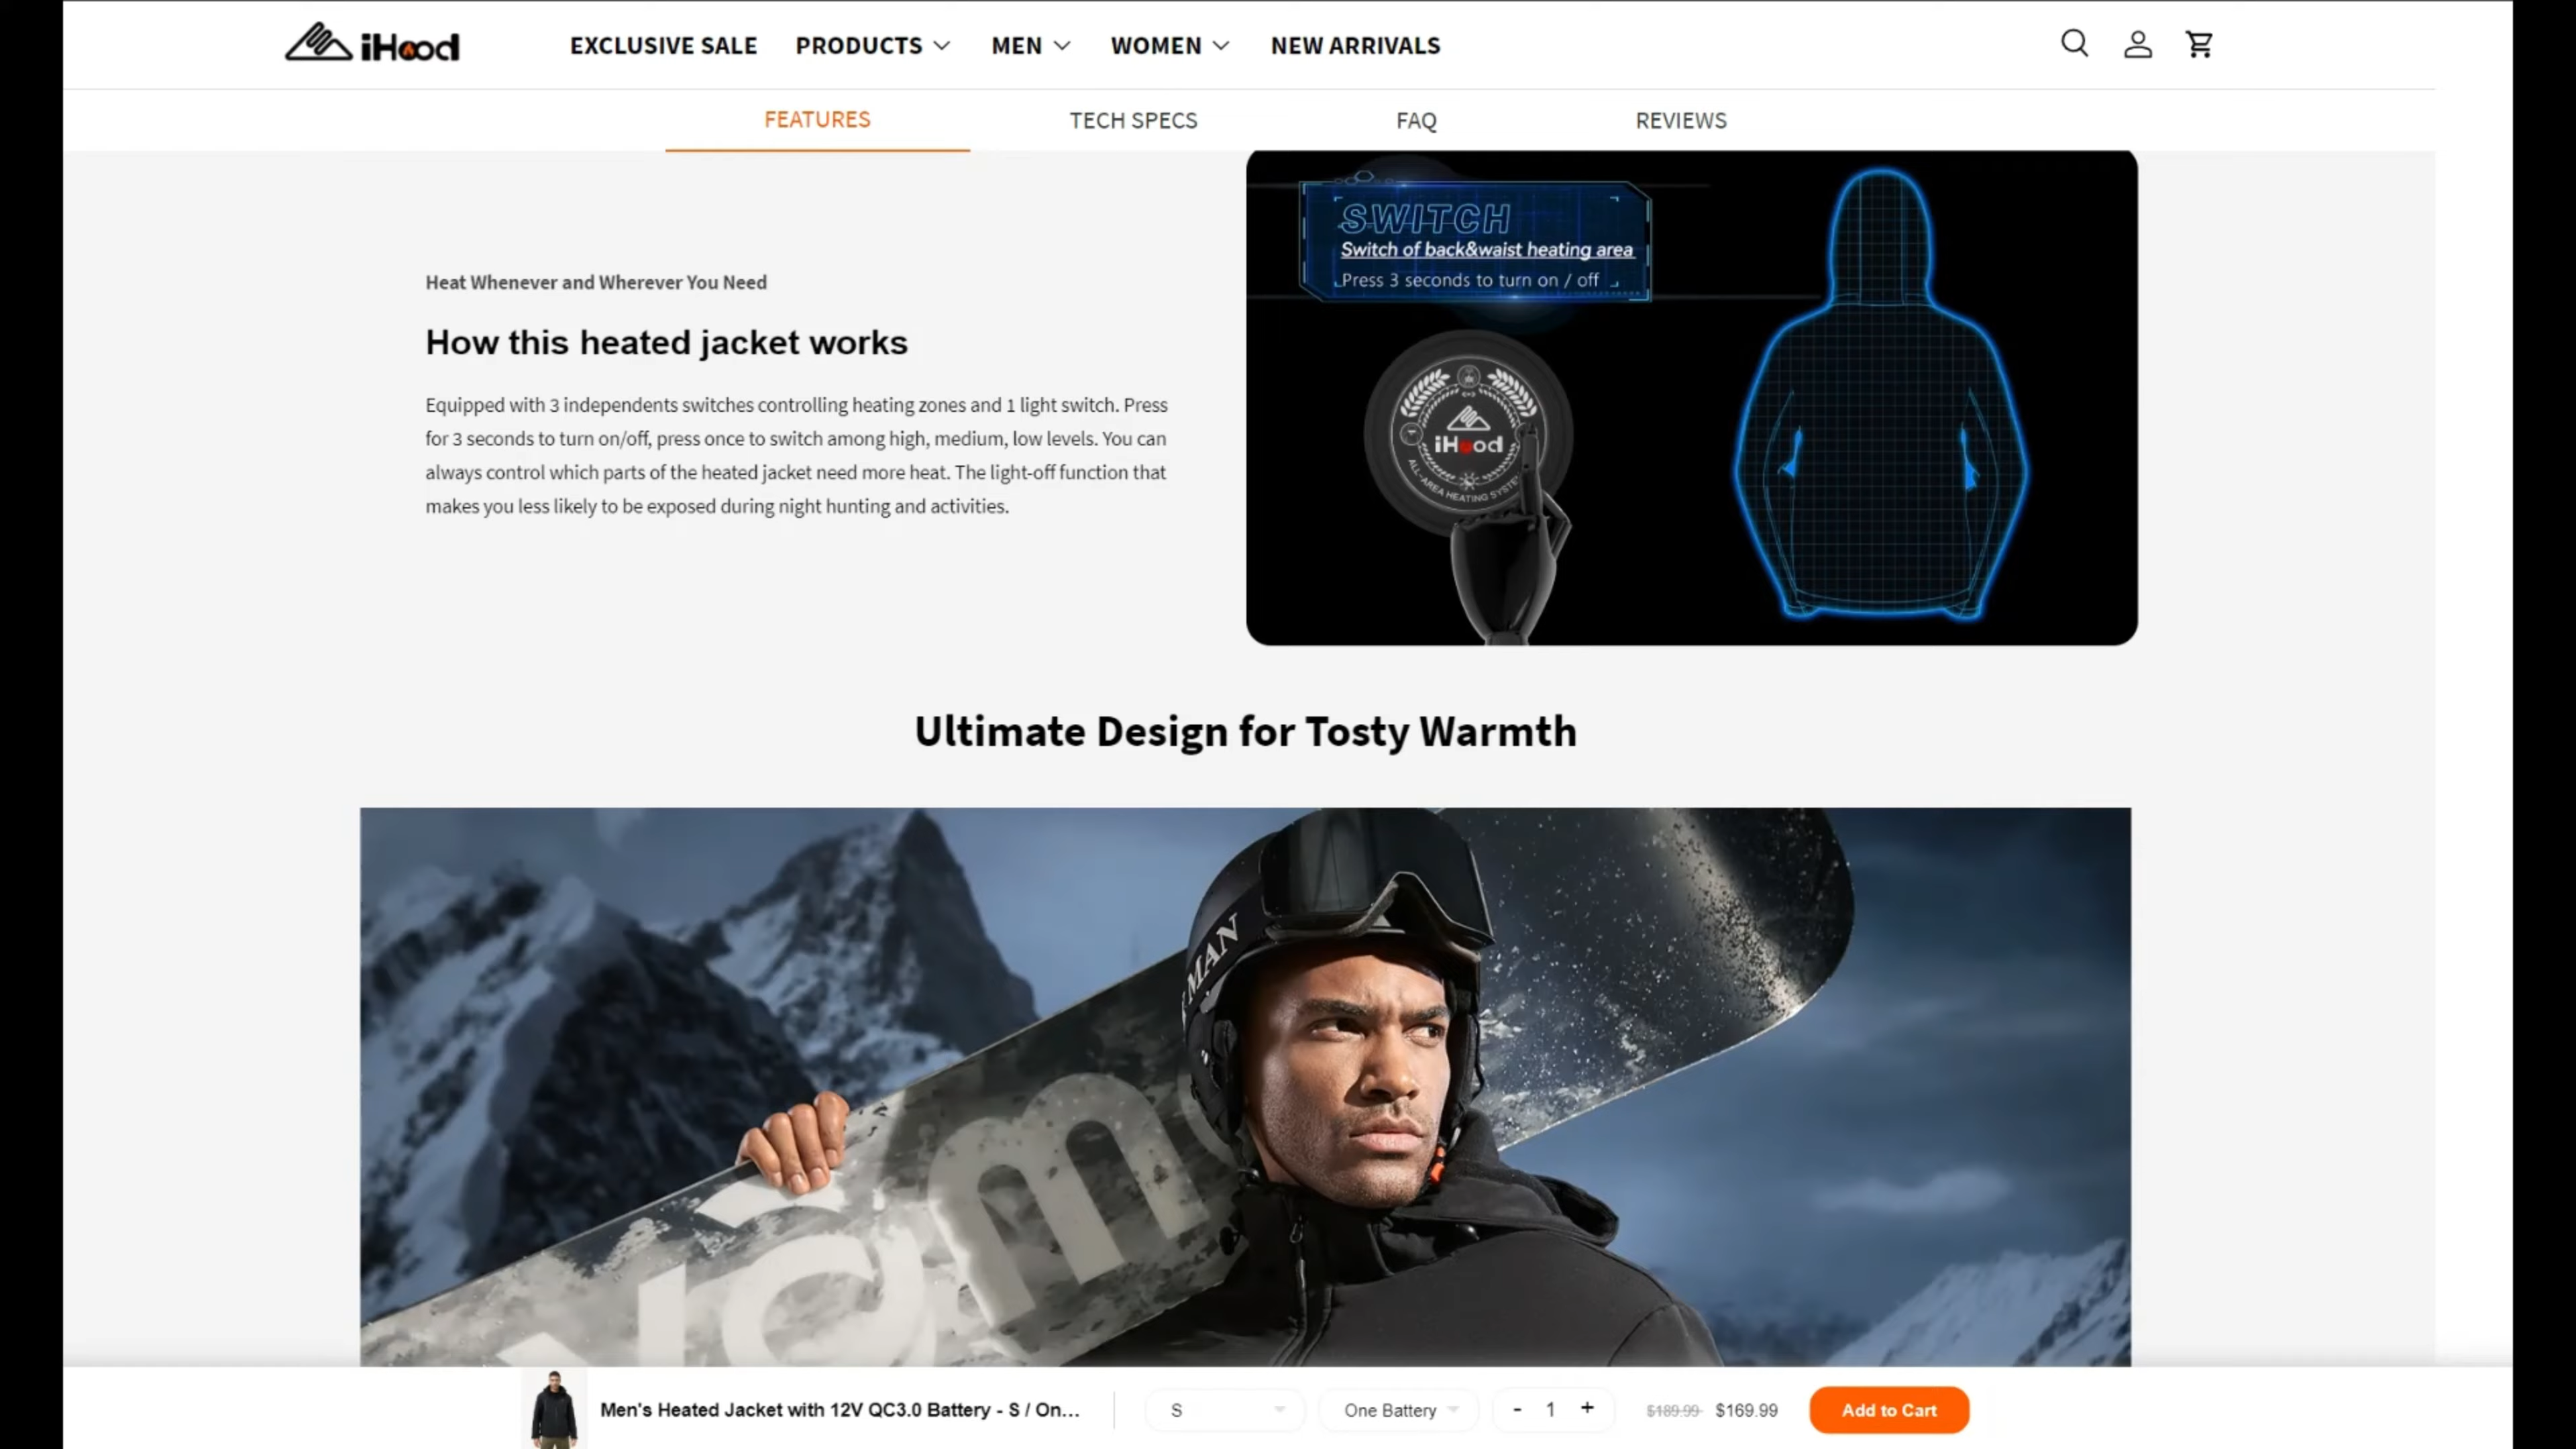 iHood
EXCLUSIVE SALE
PRODUCTS
MEN
WOMEN
NEW ARRIVALS
FEATURES
TECH SPECS
FAQ
REVIEWS
Heat Whenever and Wherever You Need
How this heated jacket works
Equipped with 3 independents switches controlling heating zones and 1 light switch. Press
for 3 seconds to turn on/off, press once to switch among high, medium, low levels. You can
always control which parts of the heated jacket need more heat. The light-off function that
makes you less likely to be exposed during night hunting and activities.
SWITCH
Switch of back&waist heating area
Press 3 seconds to turn on / off
iHood
ALL-AREA HEATING
Ultimate Design for Tosty Warmth
MAN
Men's Heated Jacket with 12V QC3.0 Battery - S / On...
S
One Battery
- 1 +
$189.99
$169.99
Add to Cart